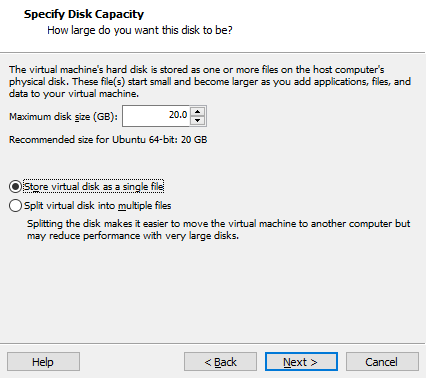 Specify Disk Capacity
How large do you want this disk to be?
The virtual machine's hard disk is stored as one or more files on the host computer's
physical disk. These file(s) start small and become larger as you add applications, files, and
data to your virtual machine.
Maximum disk size (GB): 20.0
Recommended size for Ubuntu 64-bit: 20 GB
Store virtual disk as a single file
Split virtual disk into multiple files
Splitting the disk makes it easier to move the virtual machine to another computer but
may reduce performance with very large disks.
Help < Back Next > Cancel